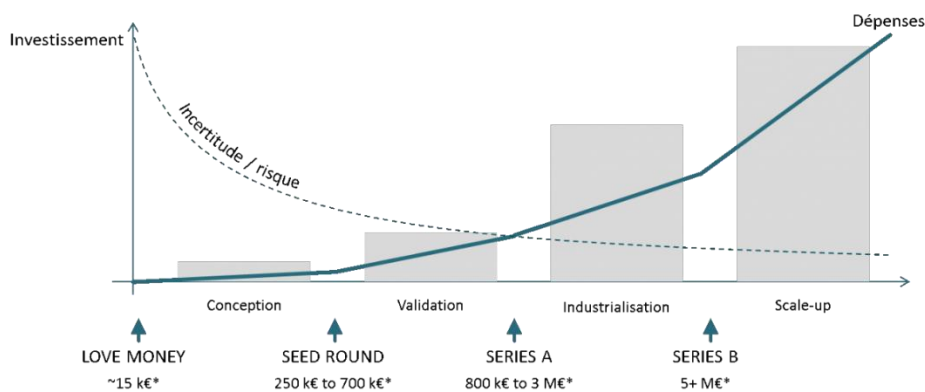 Dépenses
Investissement
Incertitude / risque
Conception
Validation
Industrialisation
Scale-up
LOVE MONEY
SEED ROUND
SERIES A
SERIES B
~15 k€*
250 k€ to 700 k€*
800 k€ to 3 M€*
5+ M€*